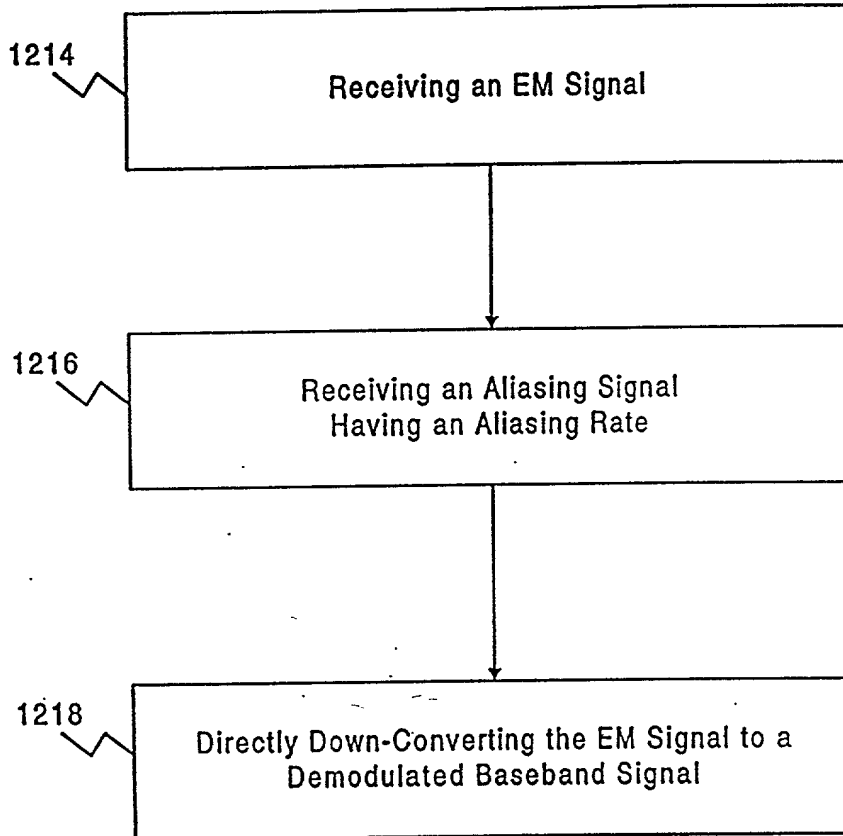 1214
Receiving an EM Signal
1216
Receiving an Aliasing Signal
Having an Aliasing Rate
1218
Directly Down-Converting the EM Signal to a
Demodulated Baseband Signal